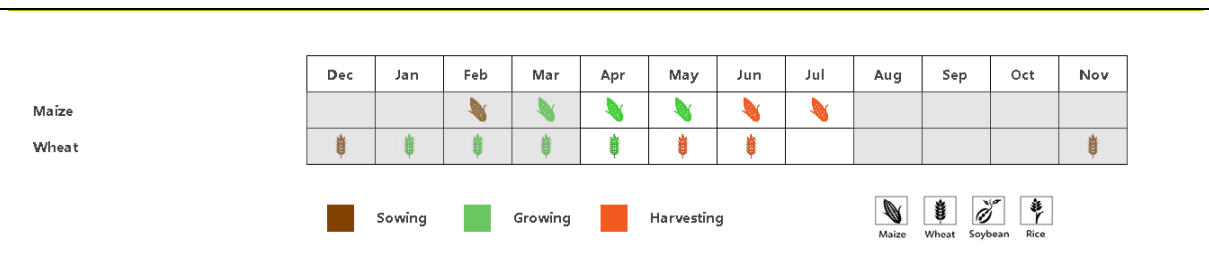 Dec Jan Feb Mar Apr May Jun Jul Aug Sep Oct Nov
Maize
Wheat
Sowing Growing Harvesting
Maize Wheat Soybean Rice